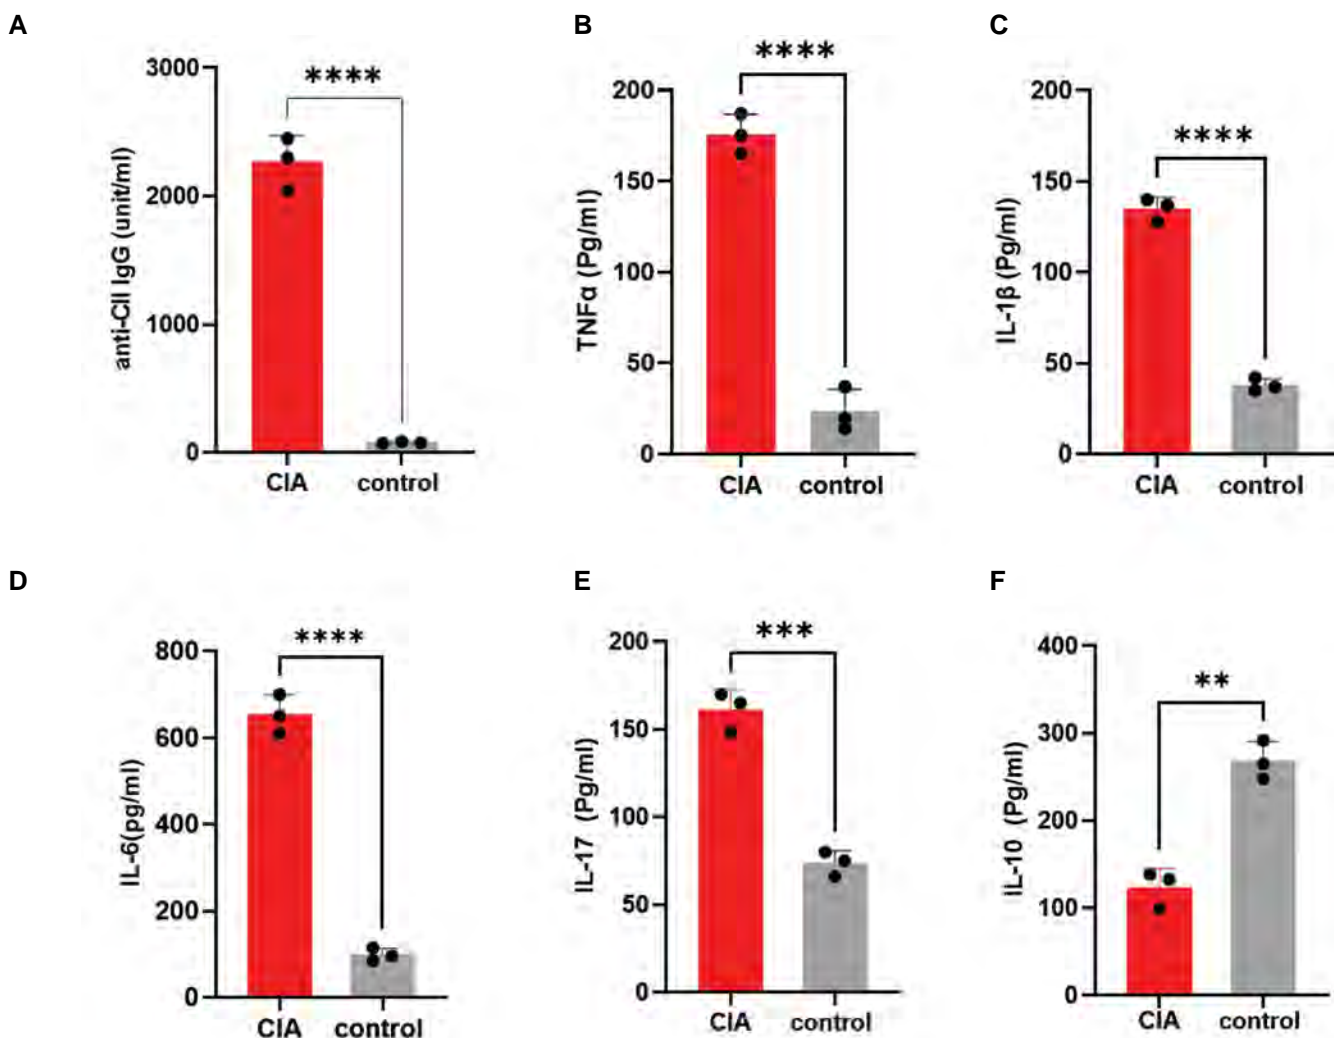 A
B
C
****
3000
2000
1000
0
anti-CII IgG (unit/ml)
CIA control
****
200
150
100
50
0
TNFα (Pg/ml)
CIA control
****
200
150
100
50
0
IL-1β (Pg/ml)
CIA control
D
E
F
****
800
600
400
200
0
IL-6(pg/ml)
CIA control
***
200
150
100
50
0
IL-17 (Pg/ml)
CIA control
**
400
300
200
100
0
IL-10 (Pg/ml)
CIA control